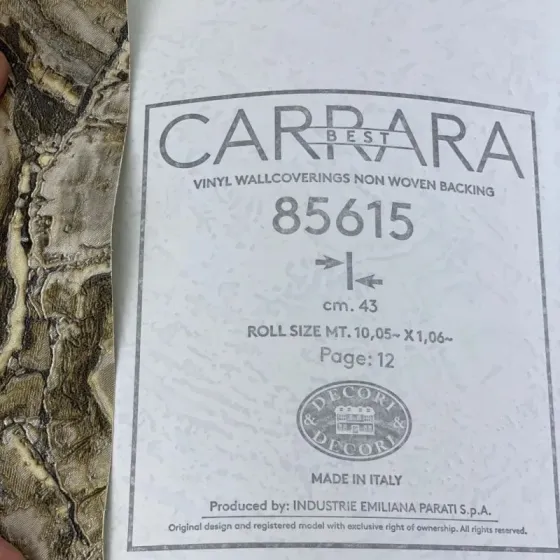 CARRARA
BEST
VINYL WALLCOVERINGS NON WOVEN BACKING
85615
cm. 43
ROLL SIZE MT. 10,05~ X 1,06~
Page: 12
DECORI
& &
DECORI
MADE IN ITALY
Produced by: INDUSTRIE EMILIANA PARATI S.p.A.
Original design and registered model with exclusive right of ownership. All rights reserved.